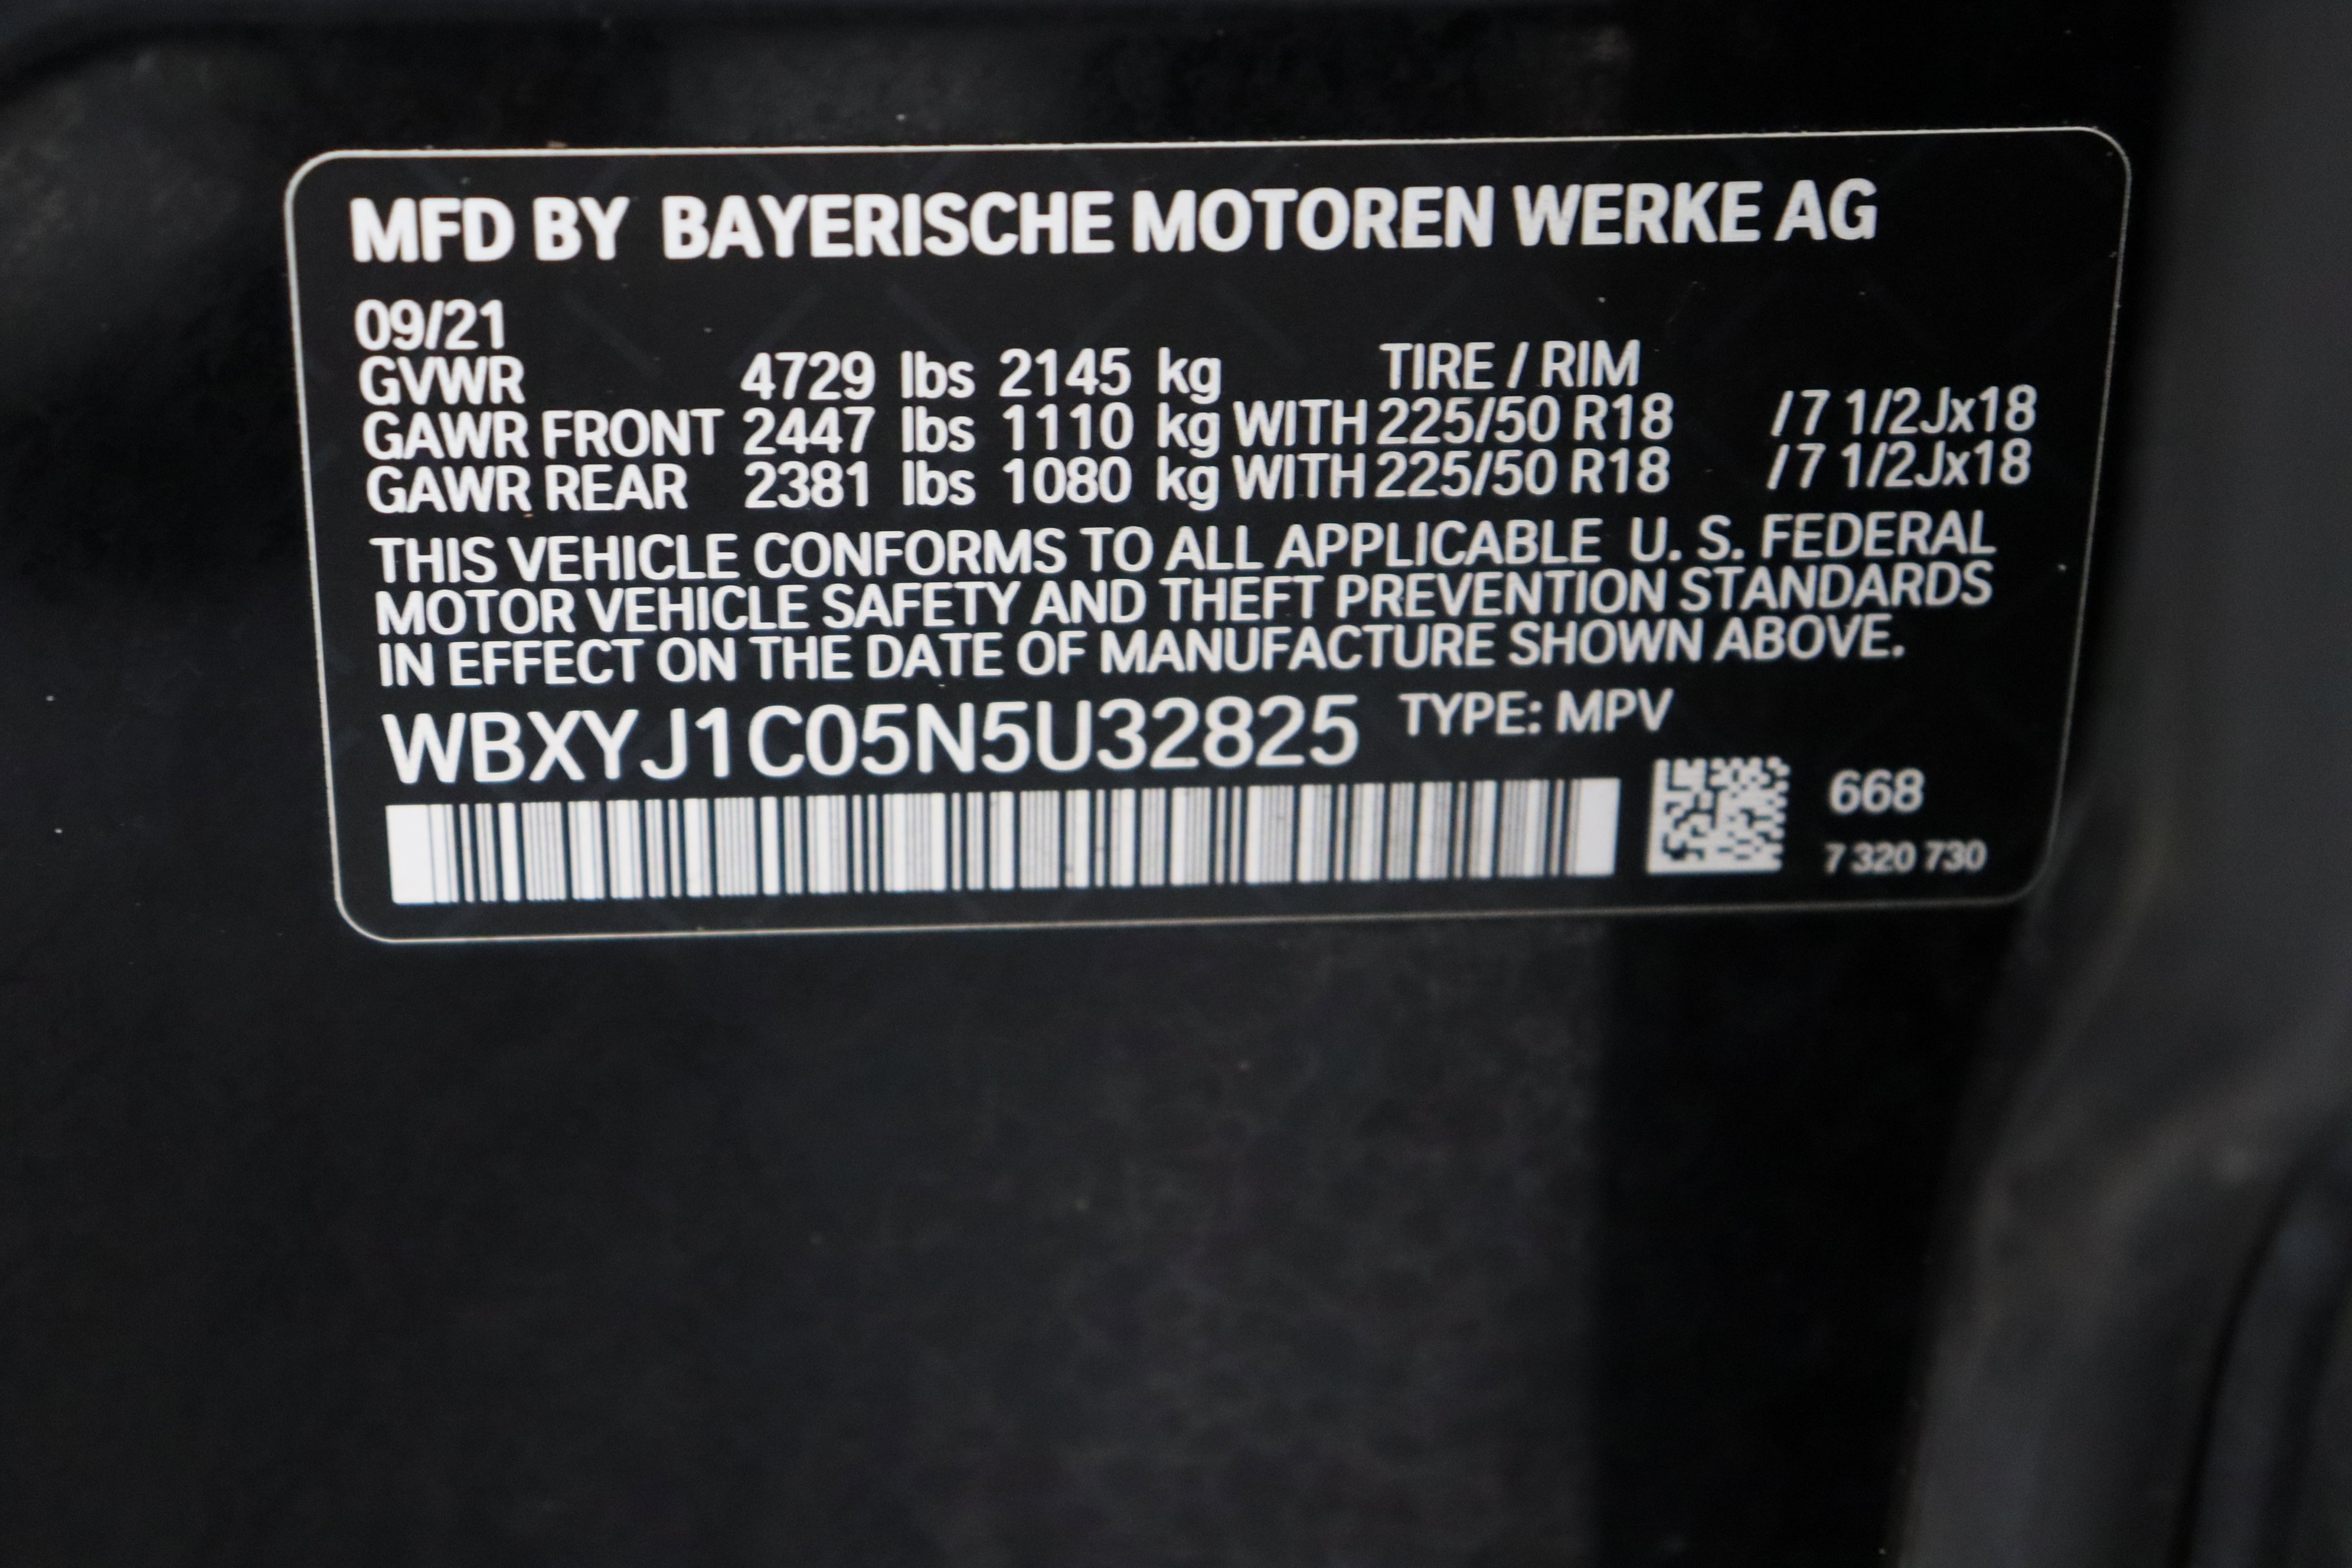 MFD BY BAYERISCHE MOTOREN WERKE AG
09/21
GVWR 4729 lbs 2145 kg TIRE / RIM
GAWR FRONT 2447 lbs 1110 kg WITH 225/50 R18 / 7 1/2Jx18
GAWR REAR 2381 lbs 1080 kg WITH 225/50 R18 / 7 1/2Jx18
THIS VEHICLE CONFORMS TO ALL APPLICABLE U. S. FEDERAL
MOTOR VEHICLE SAFETY AND THEFT PREVENTION STANDARDS
IN EFFECT ON THE DATE OF MANUFACTURE SHOWN ABOVE.
WBXYJ1C05N5U32825 TYPE: MPV
668
7 320 730